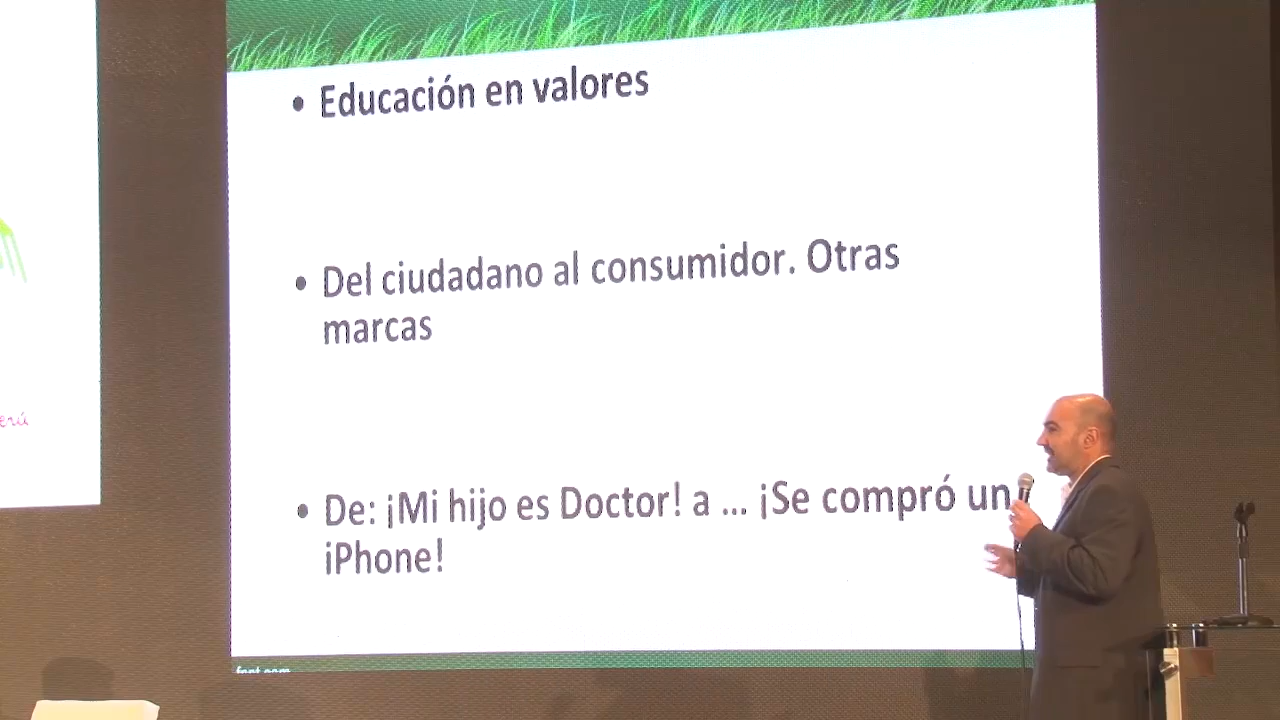 • Educación en valores
• Del ciudadano al consumidor. Otras
marcas
• De: ¡Mi hijo es Doctor! a ... ¡Se compró un
iPhone!